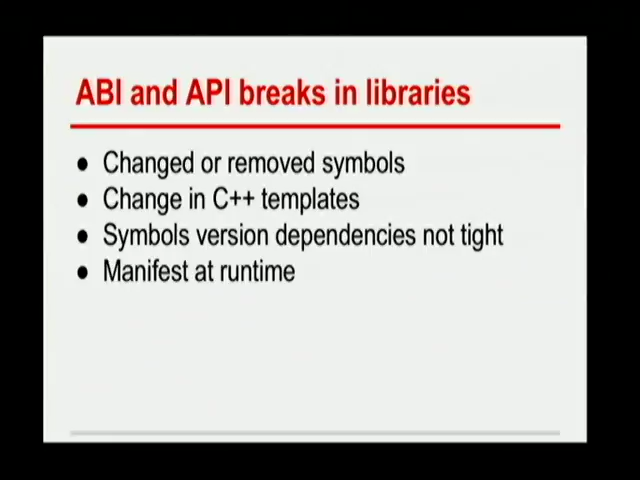 ABI and API breaks in libraries
● Changed or removed symbols
● Change in C++ templates
● Symbols version dependencies not tight
● Manifest at runtime